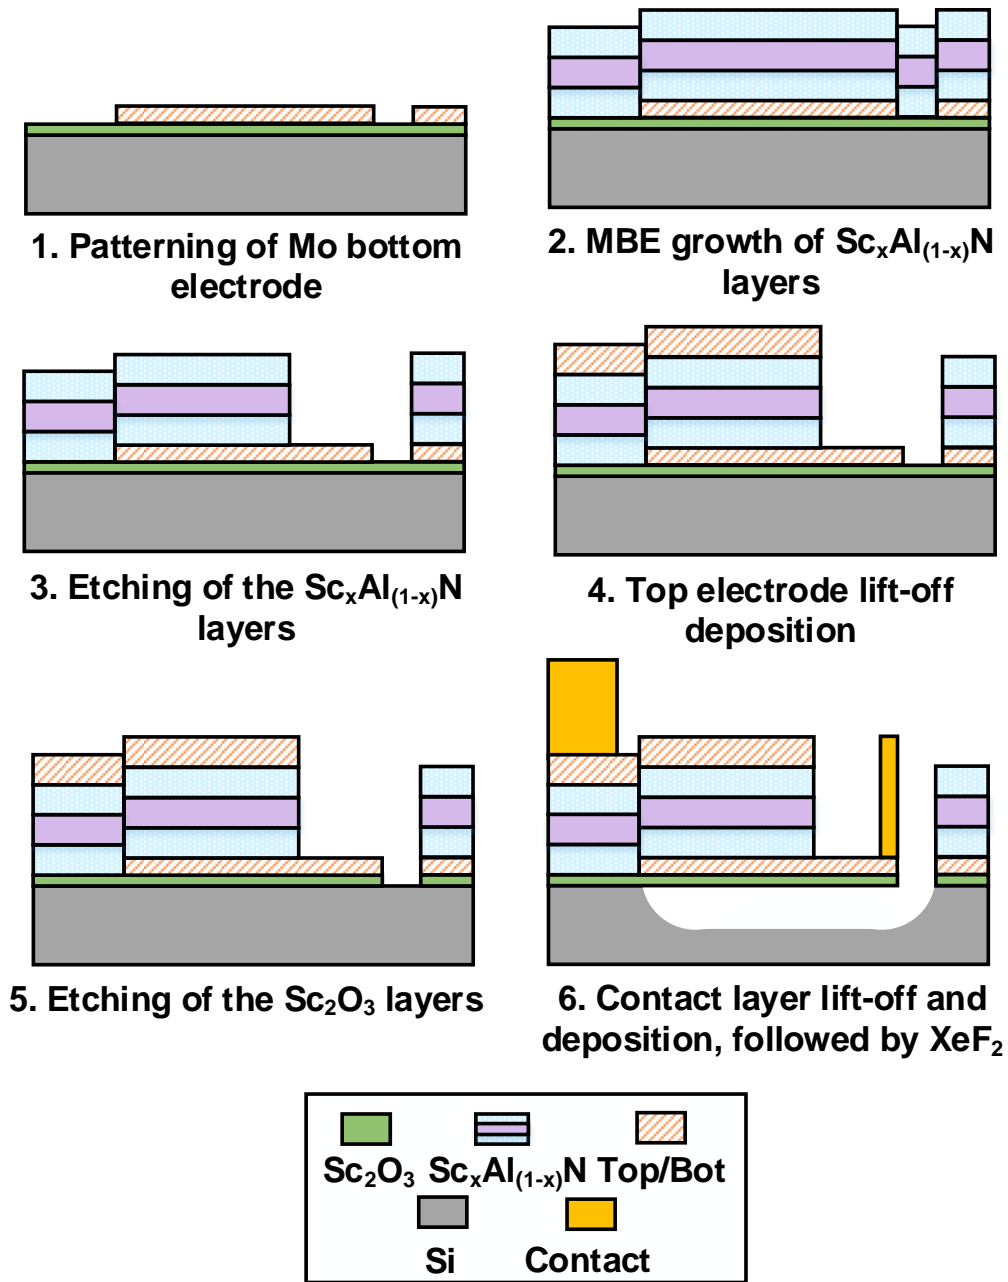 1. Patterning of Mo bottom
electrode
2. MBE growth of ScₓAl₍₁₋ₓ₎N
layers
3. Etching of the ScₓAl₍₁₋ₓ₎N
layers
4. Top electrode lift-off
deposition
5. Etching of the Sc₂O₃ layers
6. Contact layer lift-off and
deposition, followed by XeF₂
Sc₂O₃ ScₓAl₍₁₋ₓ₎N Top/Bot
Si Contact